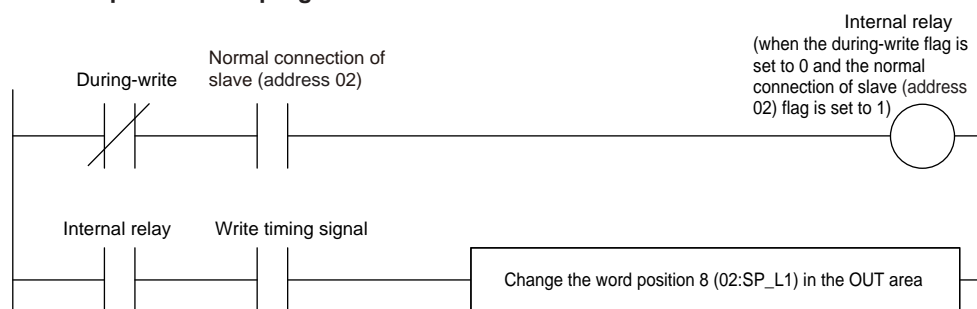 Internal relay
(when the during-write flag is
set to 0 and the normal
connection of slave (address
02) flag is set to 1)
Normal connection of
slave (address 02)
During-write
Internal relay
Write timing signal
Change the word position 8 (02:SP_L1) in the OUT area